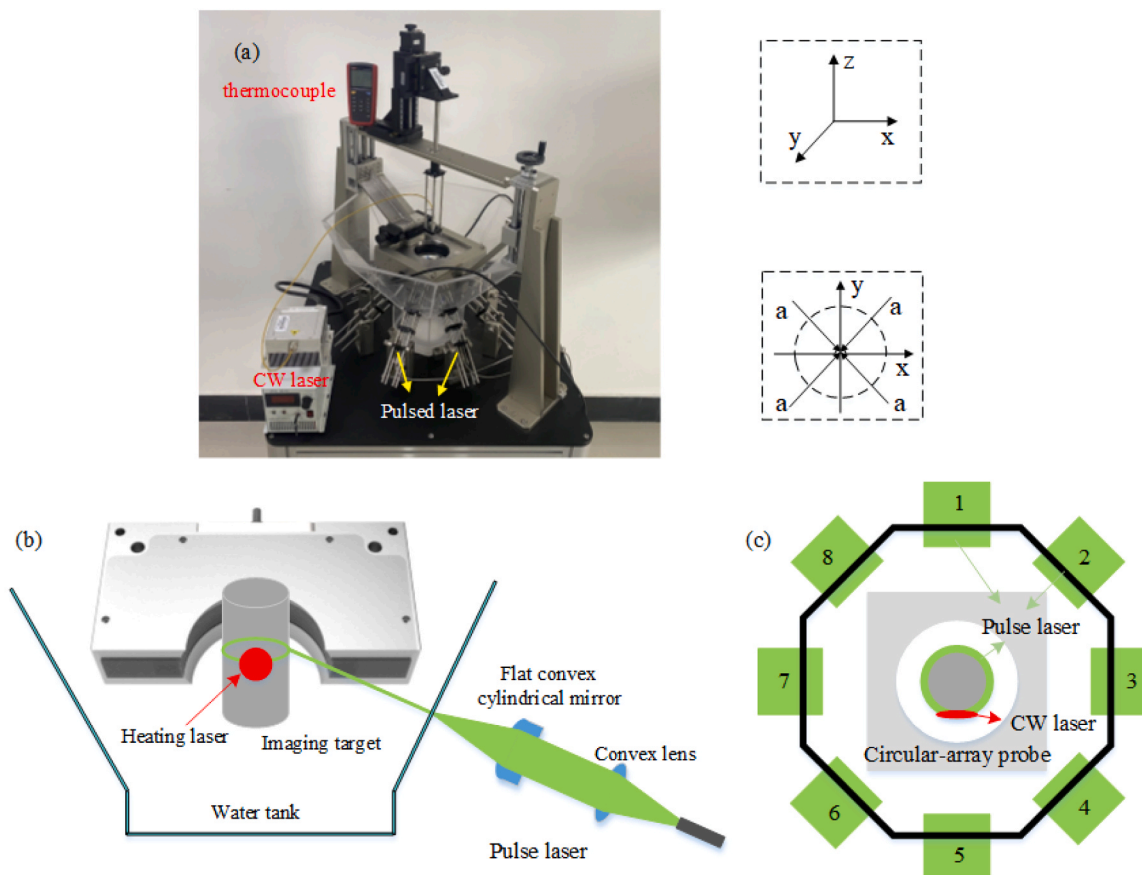 (a)
thermocouple
CW laser
Pulsed laser
z
y
x
y
a
a
x
a
a
(b)
Heating laser
Imaging target
Flat convex
cylindrical mirror
Convex lens
Water tank
Pulse laser
(c)
1
8
2
Pulse laser
7
3
CW laser
Circular-array probe
6
4
5